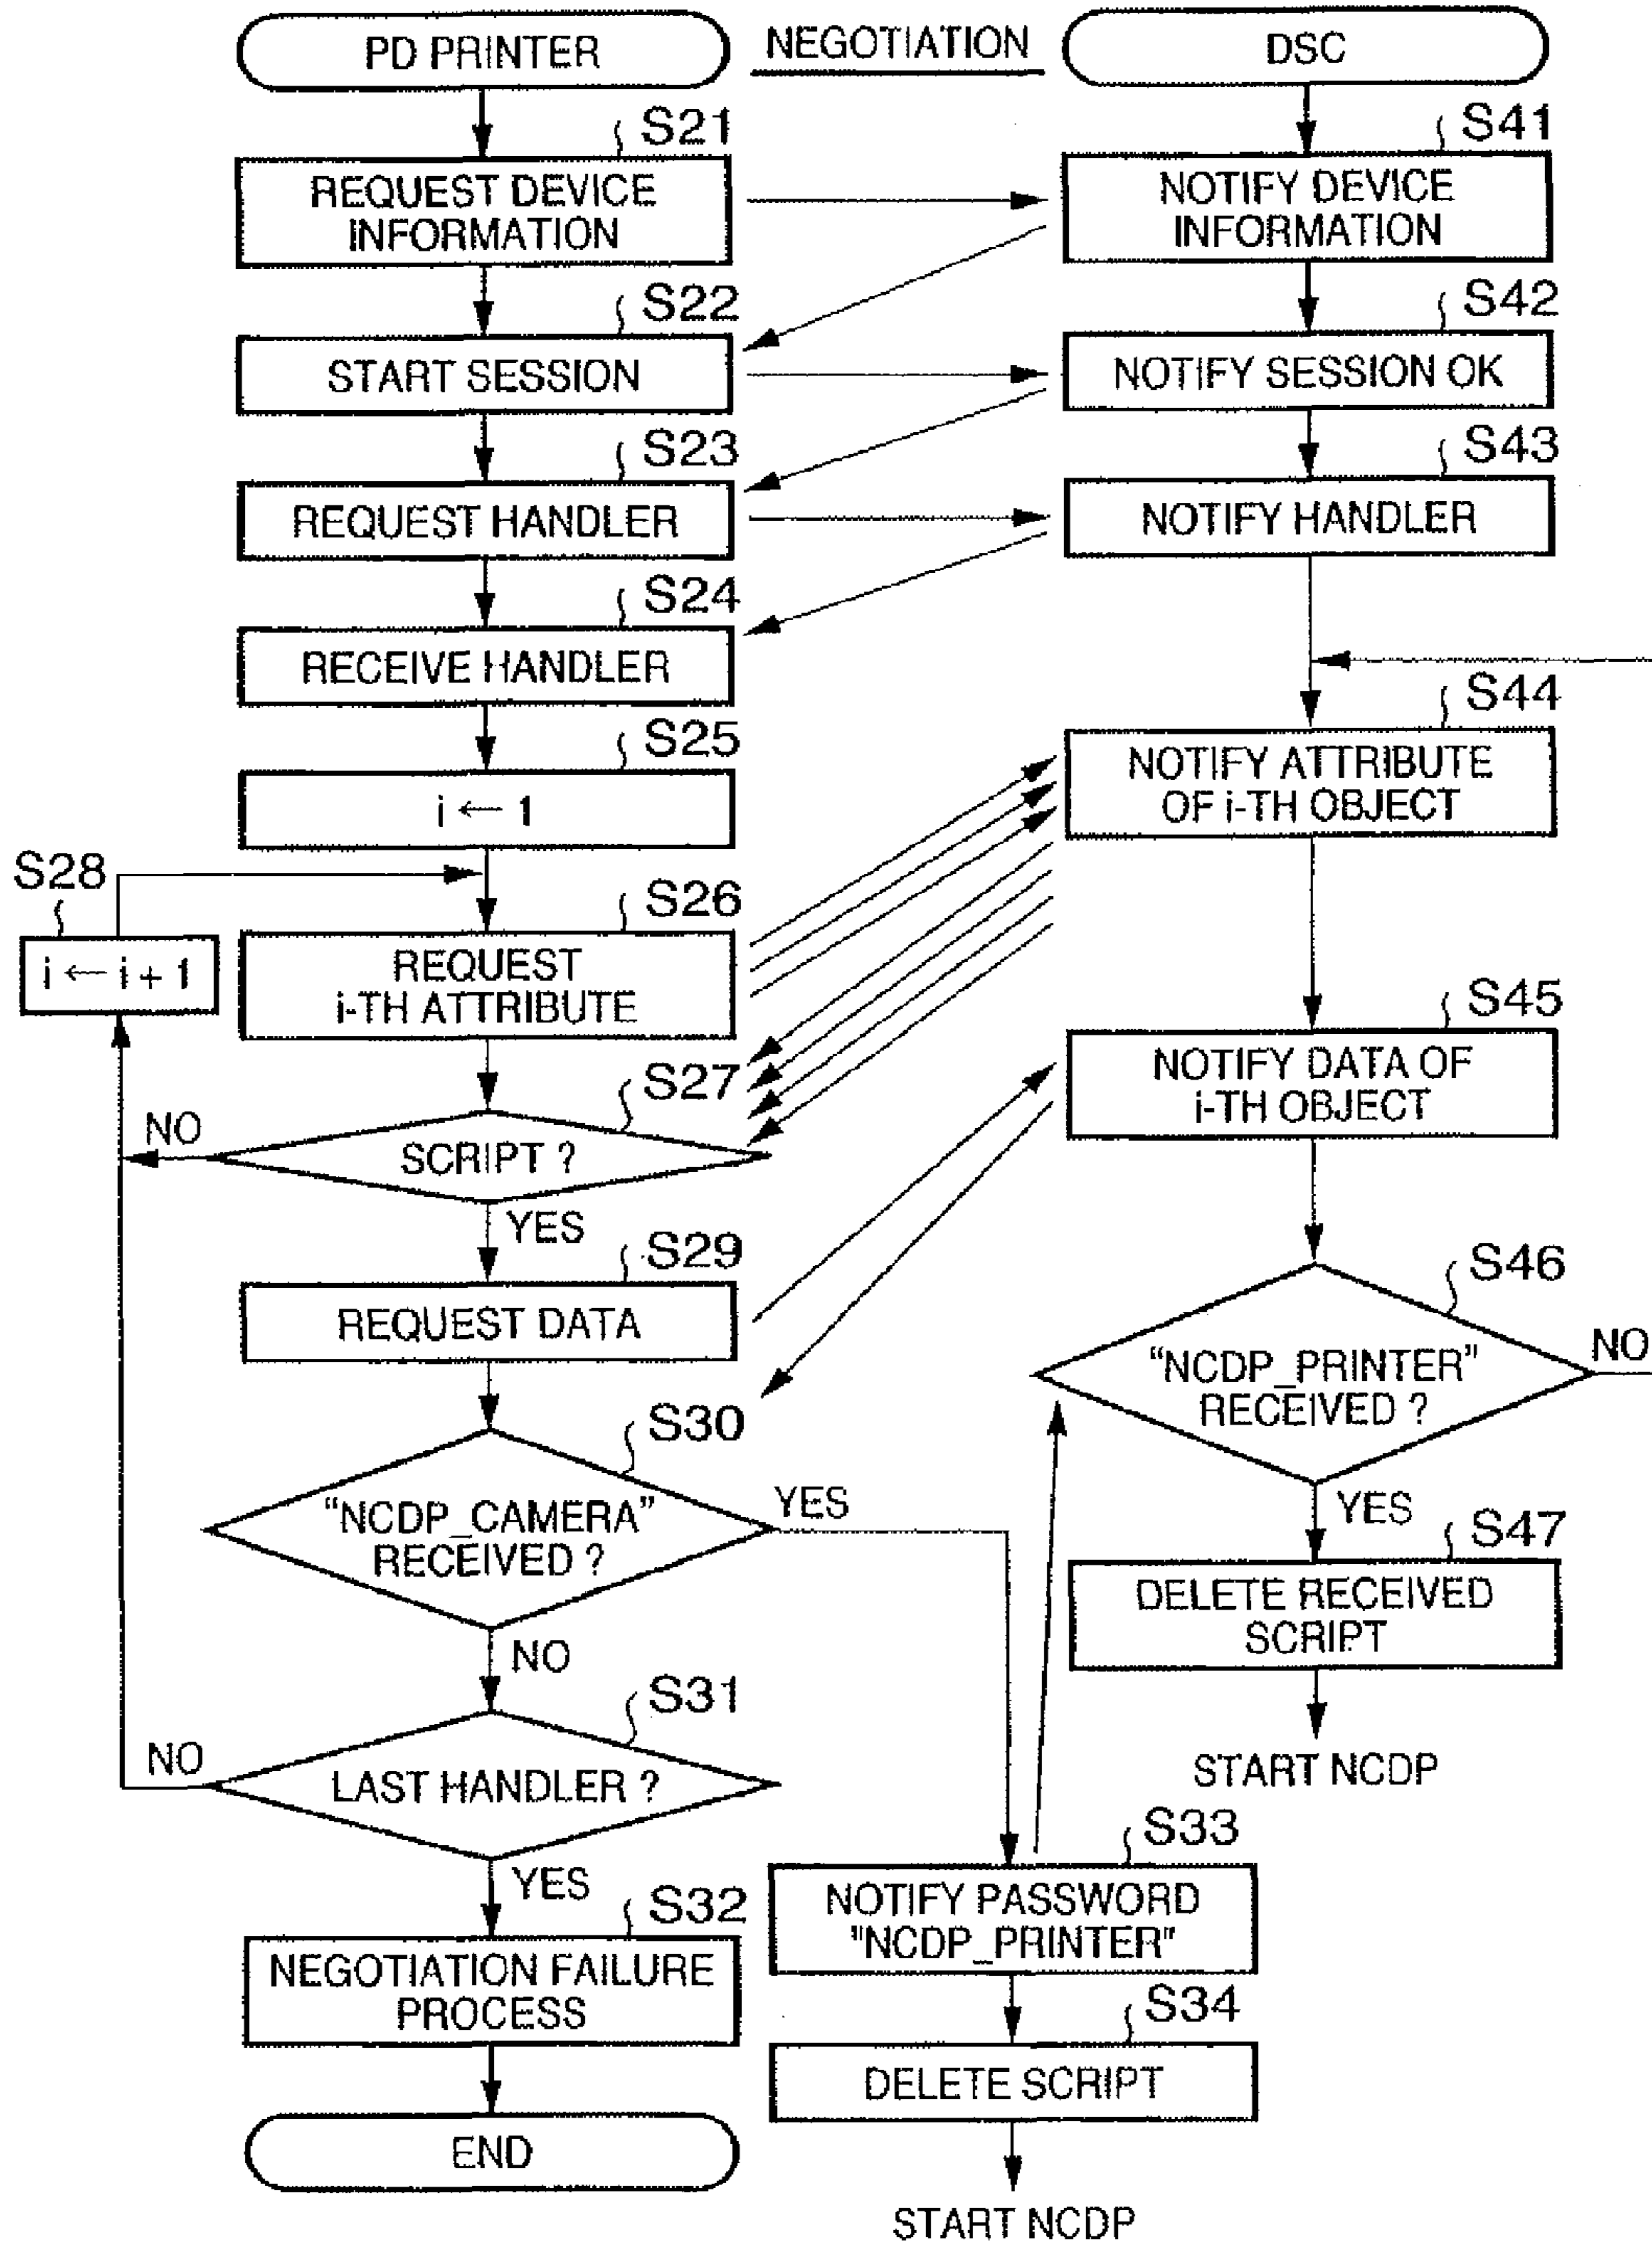 PD PRINTER
NEGOTIATION
DSC
S21
REQUEST DEVICE
INFORMATION
S41
NOTIFY DEVICE
INFORMATION
S22
START SESSION
S42
NOTIFY SESSION OK
S23
REQUEST HANDLER
S43
NOTIFY HANDLER
S24
RECEIVE HANDLER
S25
i ← 1
S44
NOTIFY ATTRIBUTE
OF i-TH OBJECT
S28
i ← i + 1
S26
REQUEST
i-TH ATTRIBUTE
S45
NOTIFY DATA OF
i-TH OBJECT
S27
SCRIPT ?
NO
YES
S29
REQUEST DATA
S46
"NCDP_PRINTER"
RECEIVED ?
NO
YES
S30
"NCDP_CAMERA"
RECEIVED ?
YES
NO
S47
DELETE RECEIVED
SCRIPT
START NCDP
S31
LAST HANDLER ?
NO
YES
S33
NOTIFY PASSWORD
"NCDP_PRINTER"
S32
NEGOTIATION FAILURE
PROCESS
S34
DELETE SCRIPT
END
START NCDP